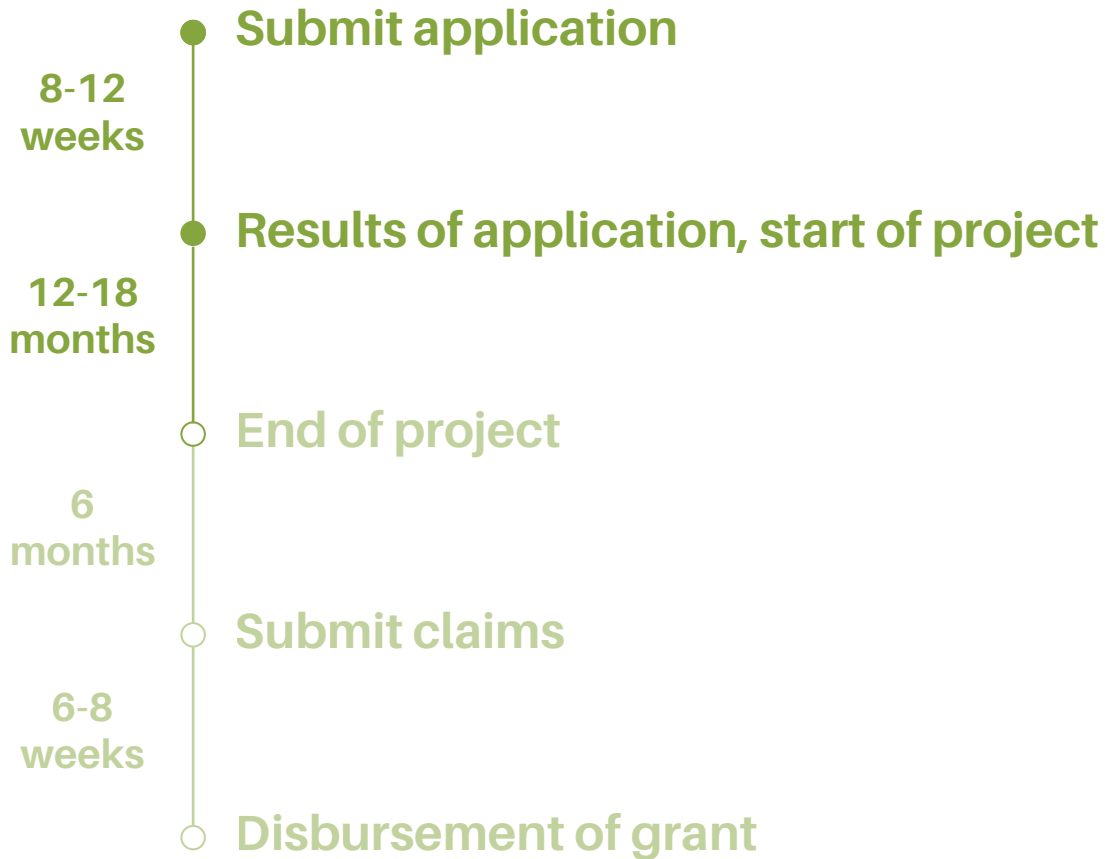 Submit application
8-12
weeks
Results of application, start of project
12-18
months
End of project
6
months
Submit claims
6-8
weeks
Disbursement of grant